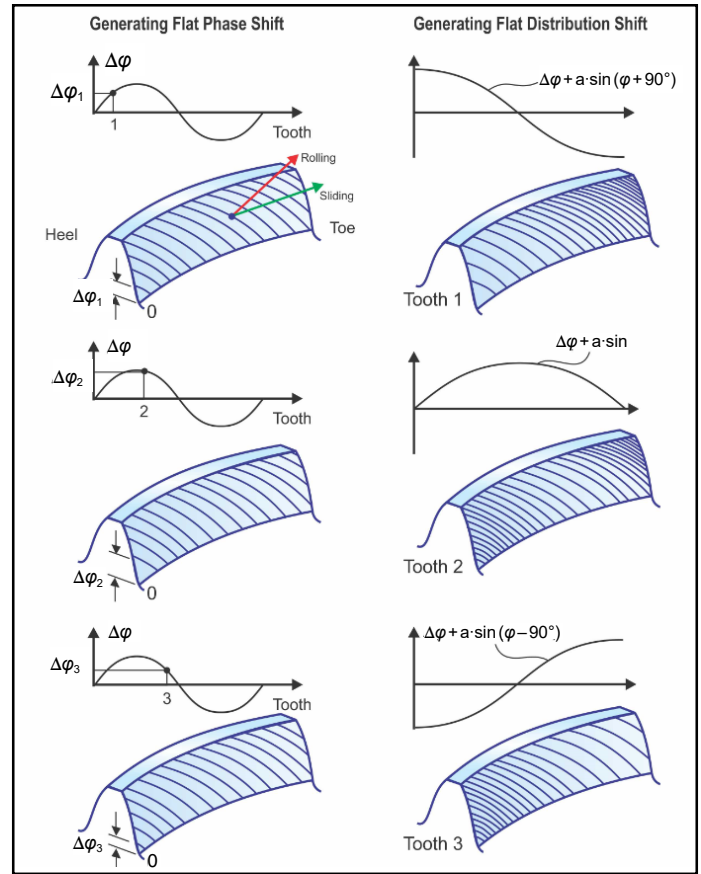 Generating Flat Phase Shift
Generating Flat Distribution Shift
Δφ
Δφ1
1
Tooth
Δφ+a·sin (φ+90°)
Rolling
Sliding
Heel
Toe
Δφ1
0
Tooth 1
Δφ
Δφ2
2
Tooth
Δφ+a·sin
Δφ2
0
Tooth 2
Δφ
Δφ3
3
Tooth
Δφ+a·sin (φ−90°)
Δφ3
0
Tooth 3